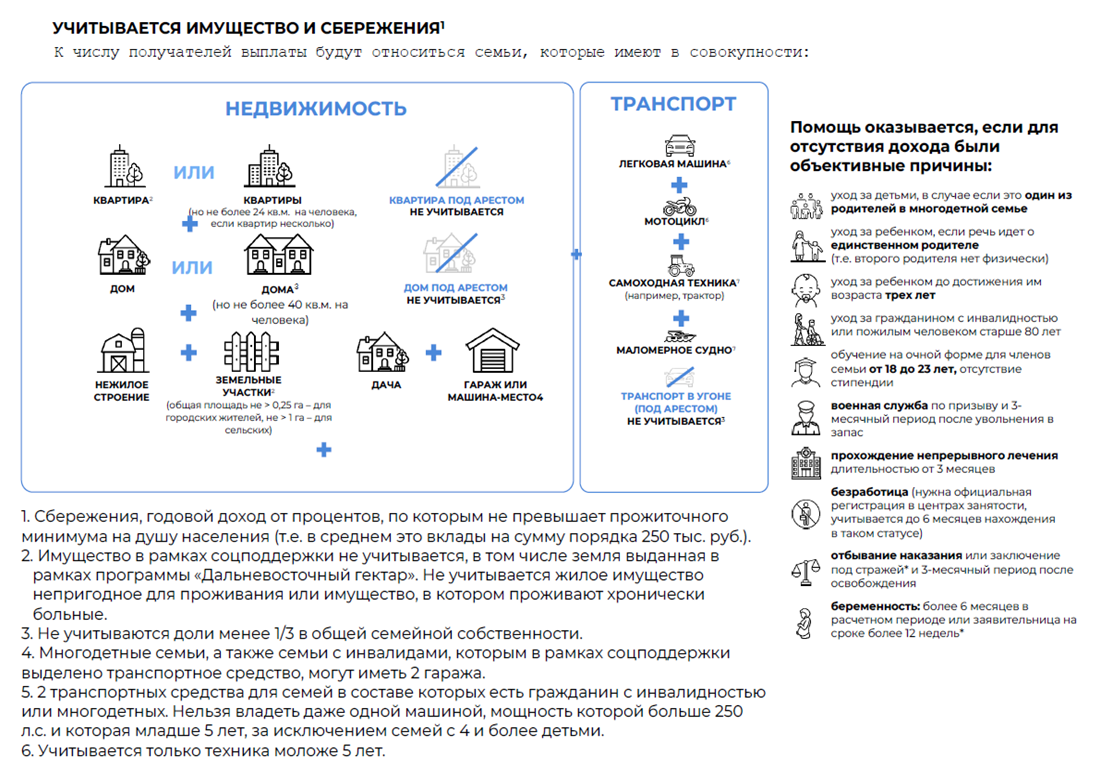 УЧИТЫВАЕТСЯ ИМУЩЕСТВО И СБЕРЕЖЕНИЯ¹
К числу получателей выплаты будут относиться семьи, которые имеют в совокупности:
НЕДВИЖИМОСТЬ
КВАРТИРА²
ИЛИ
КВАРТИРЫ
(но не более 24 кв.м. на человека,
если квартир несколько)
КВАРТИРА ПОД АРЕСТОМ
НЕ УЧИТЫВАЕТСЯ
ДОМ
ИЛИ
ДОМА³
(но не более 40 кв.м. на
человека)
ДОМ ПОД АРЕСТОМ
НЕ УЧИТЫВАЕТСЯ³
НЕЖИЛОЕ
СТРОЕНИЕ
ЗЕМЕЛЬНЫЕ
УЧАСТКИ²
(общая площадь не > 0,25 га – для
городских жителей, не > 1 га – для
сельских)
ДАЧА
ГАРАЖ ИЛИ
МАШИНА-МЕСТО4
ТРАНСПОРТ
ЛЕГКОВАЯ МАШИНА⁶
МОТОЦИКЛ⁶
САМОХОДНАЯ ТЕХНИКА⁷
(например, трактор)
МАЛОМЕРНОЕ СУДНО⁷
ТРАНСПОРТ В УГОНЕ
(ПОД АРЕСТОМ)
НЕ УЧИТЫВАЕТСЯ³
Помощь оказывается, если для
отсутствия дохода были
объективные причины:
уход за детьми, в случае если это один из
родителей в многодетной семье
уход за ребенком, если речь идет о
единственном родителе
(т.е. второго родителя нет физически)
уход за ребенком до достижения им
возраста трех лет
уход за гражданином с инвалидностью
или пожилым человеком старше 80 лет
обучение на очной форме для членов
семьи от 18 до 23 лет, отсутствие
стипендии
военная служба по призыву и 3-
месячный период после увольнения в
запас
прохождение непрерывного лечения
длительностью от 3 месяцев
безработица (нужна официальная
регистрация в центрах занятости,
учитывается до 6 месяцев нахождения
в таком статусе)
отбывание наказания или заключение
под стражей* и 3-месячный период после
освобождения
беременность: более 6 месяцев в
расчетном периоде или заявительница на
сроке более 12 недель*
1. Сбережения, годовой доход от процентов, по которым не превышает прожиточного
минимума на душу населения (т.е. в среднем это вклады на сумму порядка 250 тыс. руб.).
2. Имущество в рамках соцподдержки не учитывается, в том числе земля выданная в
рамках программы «Дальневосточный гектар». Не учитывается жилое имущество
непригодное для проживания или имущество, в котором проживают хронически
больные.
3. Не учитываются доли менее 1/3 в общей семейной собственности.
4. Многодетные семьи, а также семьи с инвалидами, которым в рамках соцподдержки
выделено транспортное средство, могут иметь 2 гаража.
5. 2 транспортных средства для семей в составе которых есть гражданин с инвалидностью
или многодетных. Нельзя владеть даже одной машиной, мощность которой больше 250
л.с. и которая младше 5 лет, за исключением семей с 4 и более детьми.
6. Учитывается только техника моложе 5 лет.